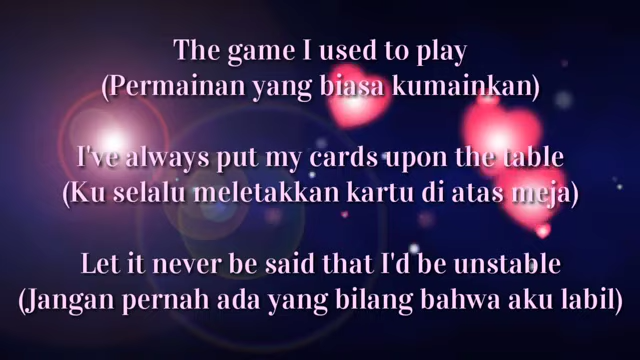 The game I used to play
(Permainan yang biasa kumainkan)
I've always put my cards upon the table
(Ku selalu meletakkan kartu di atas meja)
Let it never be said that I'd be unstable
(Jangan pernah ada yang bilang bahwa aku labil)